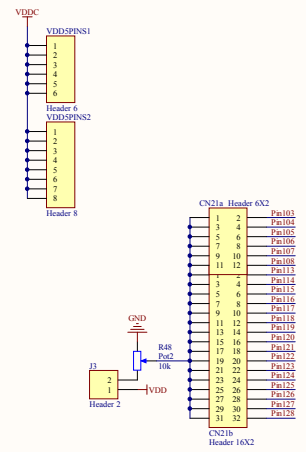 VDDC
VDD5PINS1
1
2
3
4
5
6
Header 6
VDD5PINS2
1
2
3
4
5
6
7
8
Header 8
CN21a Header 6X2
1 2 Pin103
3 4 Pin104
5 6 Pin105
7 8 Pin106
9 10 Pin107
11 12 Pin108
1 2 Pin113
3 4 Pin114
5 6 Pin115
7 8 Pin116
9 10 Pin117
11 12 Pin118
13 14 Pin119
15 16 Pin120
17 18 Pin121
19 20 Pin122
21 22 Pin123
23 24 Pin124
25 26 Pin125
27 28 Pin126
29 30 Pin127
31 32 Pin128
CN21b
Header 16X2
GND
R48
Pot2
10k
J3
2
1
VDD
Header 2